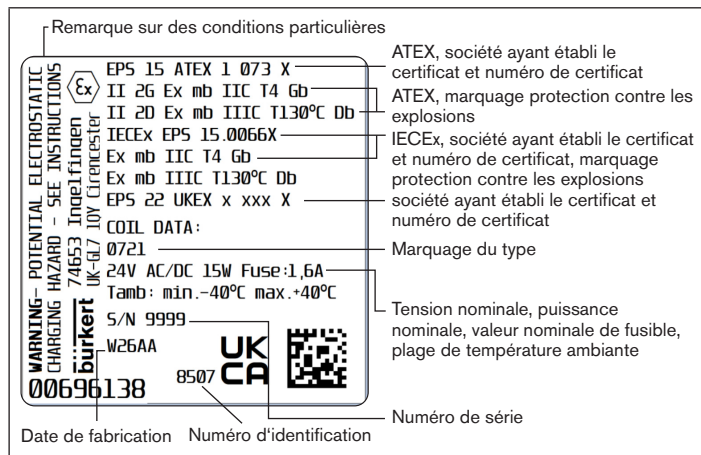 Remarque sur des conditions particulières
WARNING- POTENTIAL ELECTROSTATIC
CHARGING HAZARD - SEE INSTRUCTIONS
bürkert
74653 Ingelfingen
UK-GL7 1QY Cirencester
Ex
EPS 15 ATEX 1 073 X
II 2G Ex mb IIC T4 Gb
II 2D Ex mb IIIC T130°C Db
IECEx EPS 15.0066X
Ex mb IIC T4 Gb
Ex mb IIIC T130°C Db
EPS 22 UKEX x xxx X
COIL DATA:
0721
24V AC/DC 15W Fuse:1,6A
Tamb: min.-40°C max.+40°C
S/N 9999
W26AA
UK
CA
8507
00696138
ATEX, société ayant établi le
certificat et numéro de certificat
ATEX, marquage protection contre les
explosions
IECEx, société ayant établi le certificat
et numéro de certificat, marquage
protection contre les explosions
société ayant établi le certificat et
numéro de certificat
Marquage du type
Tension nominale, puissance
nominale, valeur nominale de fusible,
plage de température ambiante
Numéro de série
Date de fabrication
Numéro d'identification